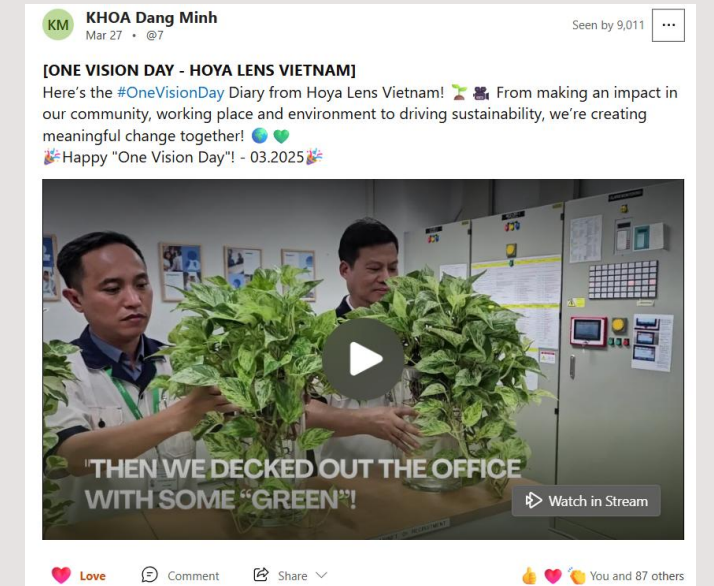 KM
KHOA Dang Minh
Mar 27 • @7
Seen by 9,011
...
[ONE VISION DAY - HOYA LENS VIETNAM]
Here’s the #OneVisionDay Diary from Hoya Lens Vietnam! 🌱 🎥 From making an impact in
our community, working place and environment to driving sustainability, we’re creating
meaningful change together! 🌍 💚
🎉Happy "One Vision Day"! - 03.2025🎉
"THEN WE DECKED OUT THE OFFICE
WITH SOME “GREEN”!
Watch in Stream
Love
Comment
Share
You and 87 others